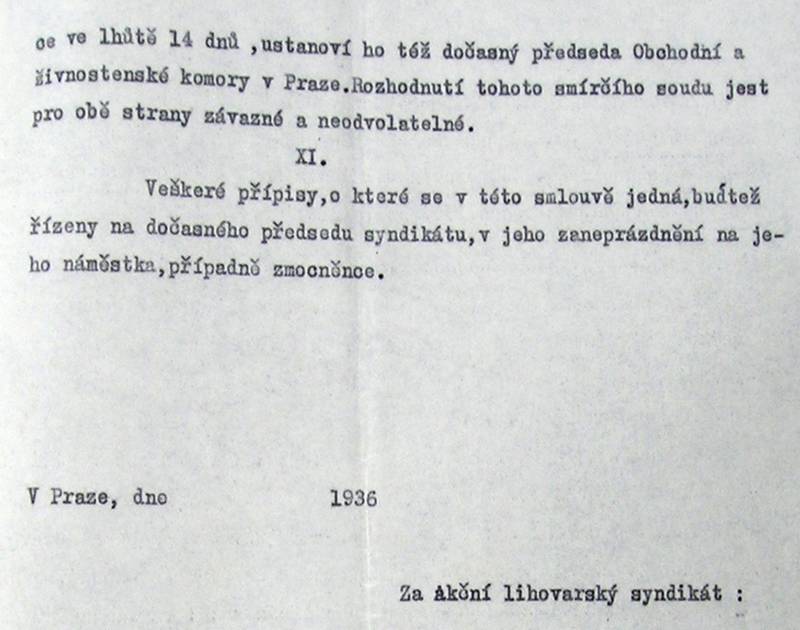 ce ve lhůtě 14 dnů ,ustanoví ho též dočasný předseda Obchodní a
živnostenské komory v Praze.Rozhodnutí tohoto smírčího soudu jest
pro obě strany závazné a neodvolatelné.
XI.
Veškeré přípisy,o které se v této smlouvě jedná,buďtež
řízeny na dočasného předsedu syndikátu,v jeho zaneprázdnění na je-
ho náměstka,případně zmocněnce.
V Praze, dne 1936
Za Akční lihovarský syndikát :